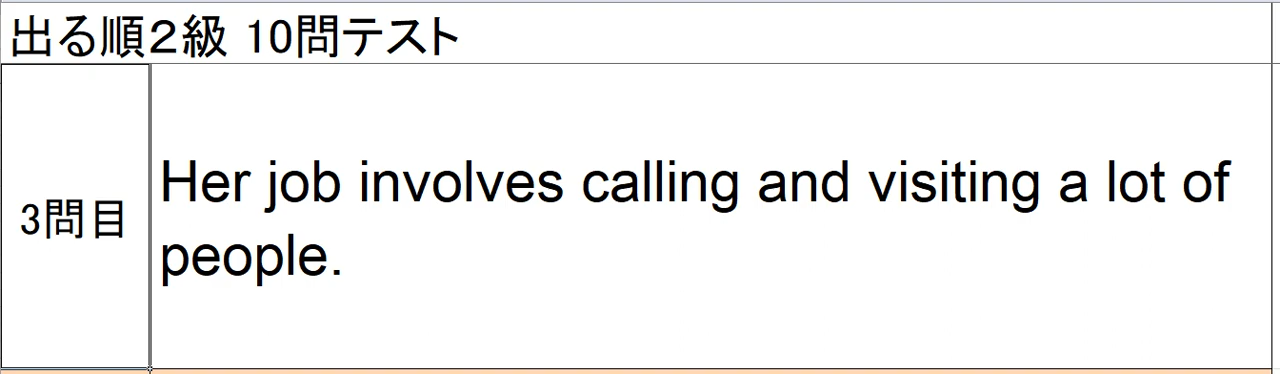 出る順２級 10問テスト
3問目
Her job involves calling and visiting a lot of
people.